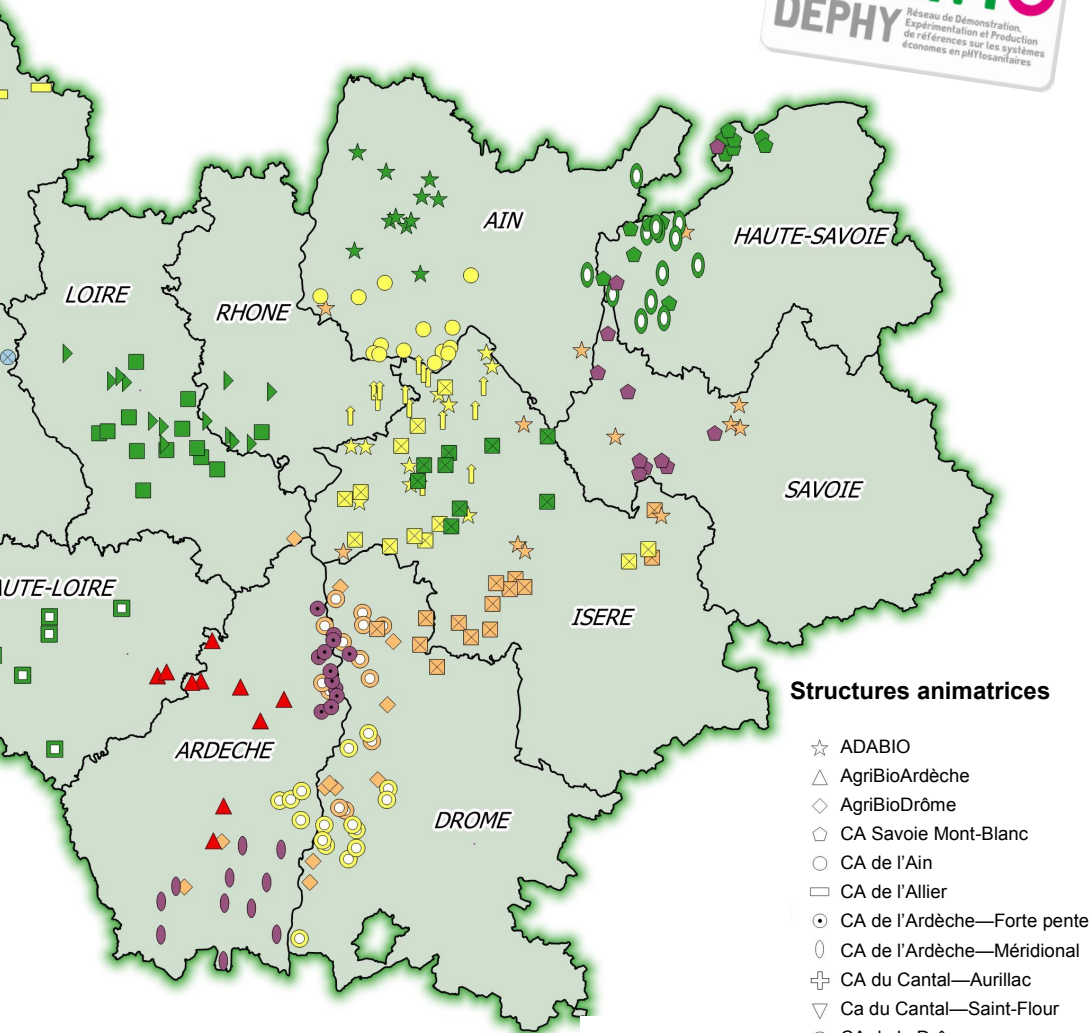 DEPHY
Réseau de Démonstration,
Expérimentation et Production
de références sur les systèmes
économes en pHYtosanitaires
AIN
HAUTE-SAVOIE
LOIRE
RHONE
SAVOIE
AUTE-LOIRE
ISERE
ARDECHE
DROME
Structures animatrices
ADABIO
AgriBioArdèche
AgriBioDrôme
CA Savoie Mont-Blanc
CA de l'Ain
CA de l'Allier
CA de l'Ardèche—Forte pente
CA de l'Ardèche—Méridional
CA du Cantal—Aurillac
Ca du Cantal—Saint-Flour